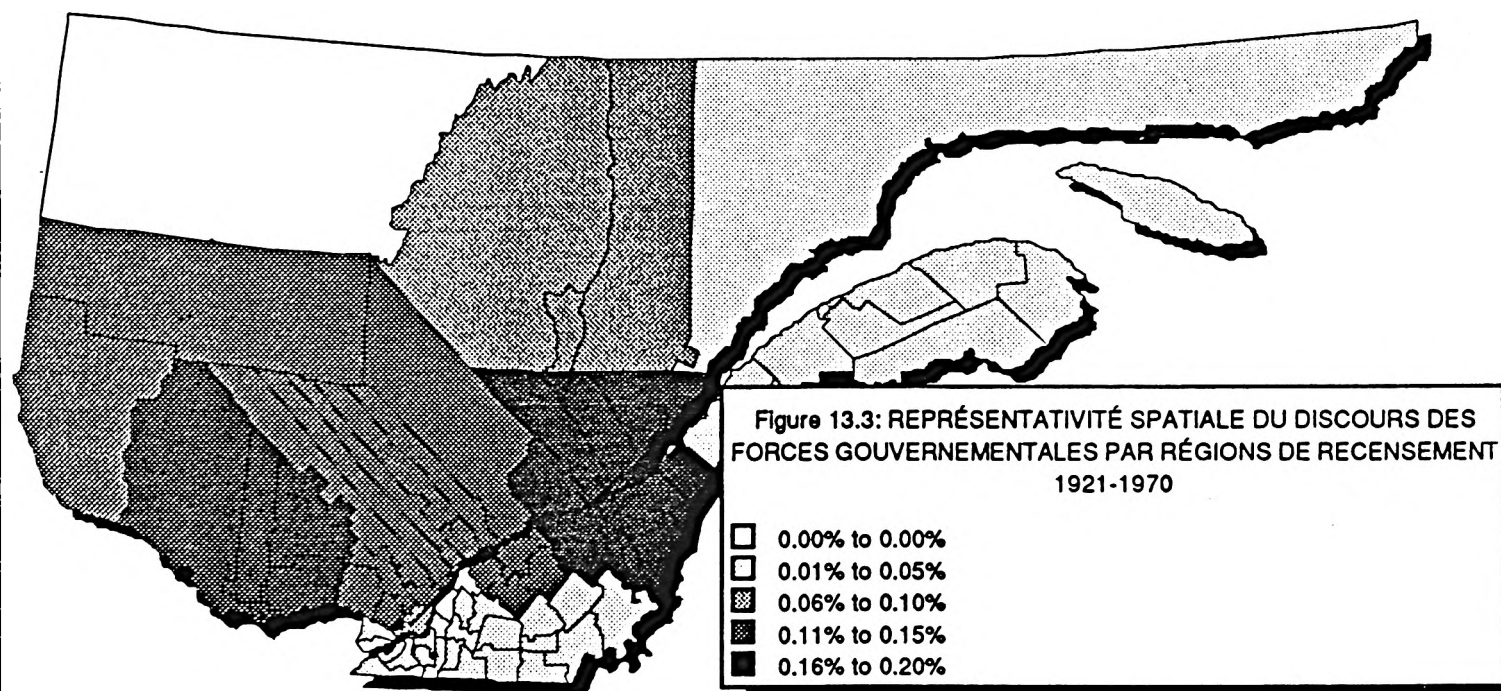 Figure 13.3: REPRÉSENTATIVITÉ SPATIALE DU DISCOURS DES
FORCES GOUVERNEMENTALES PAR RÉGIONS DE RECENSEMENT
1921-1970
0.00% to 0.00%
0.01% to 0.05%
0.06% to 0.10%
0.11% to 0.15%
0.16% to 0.20%